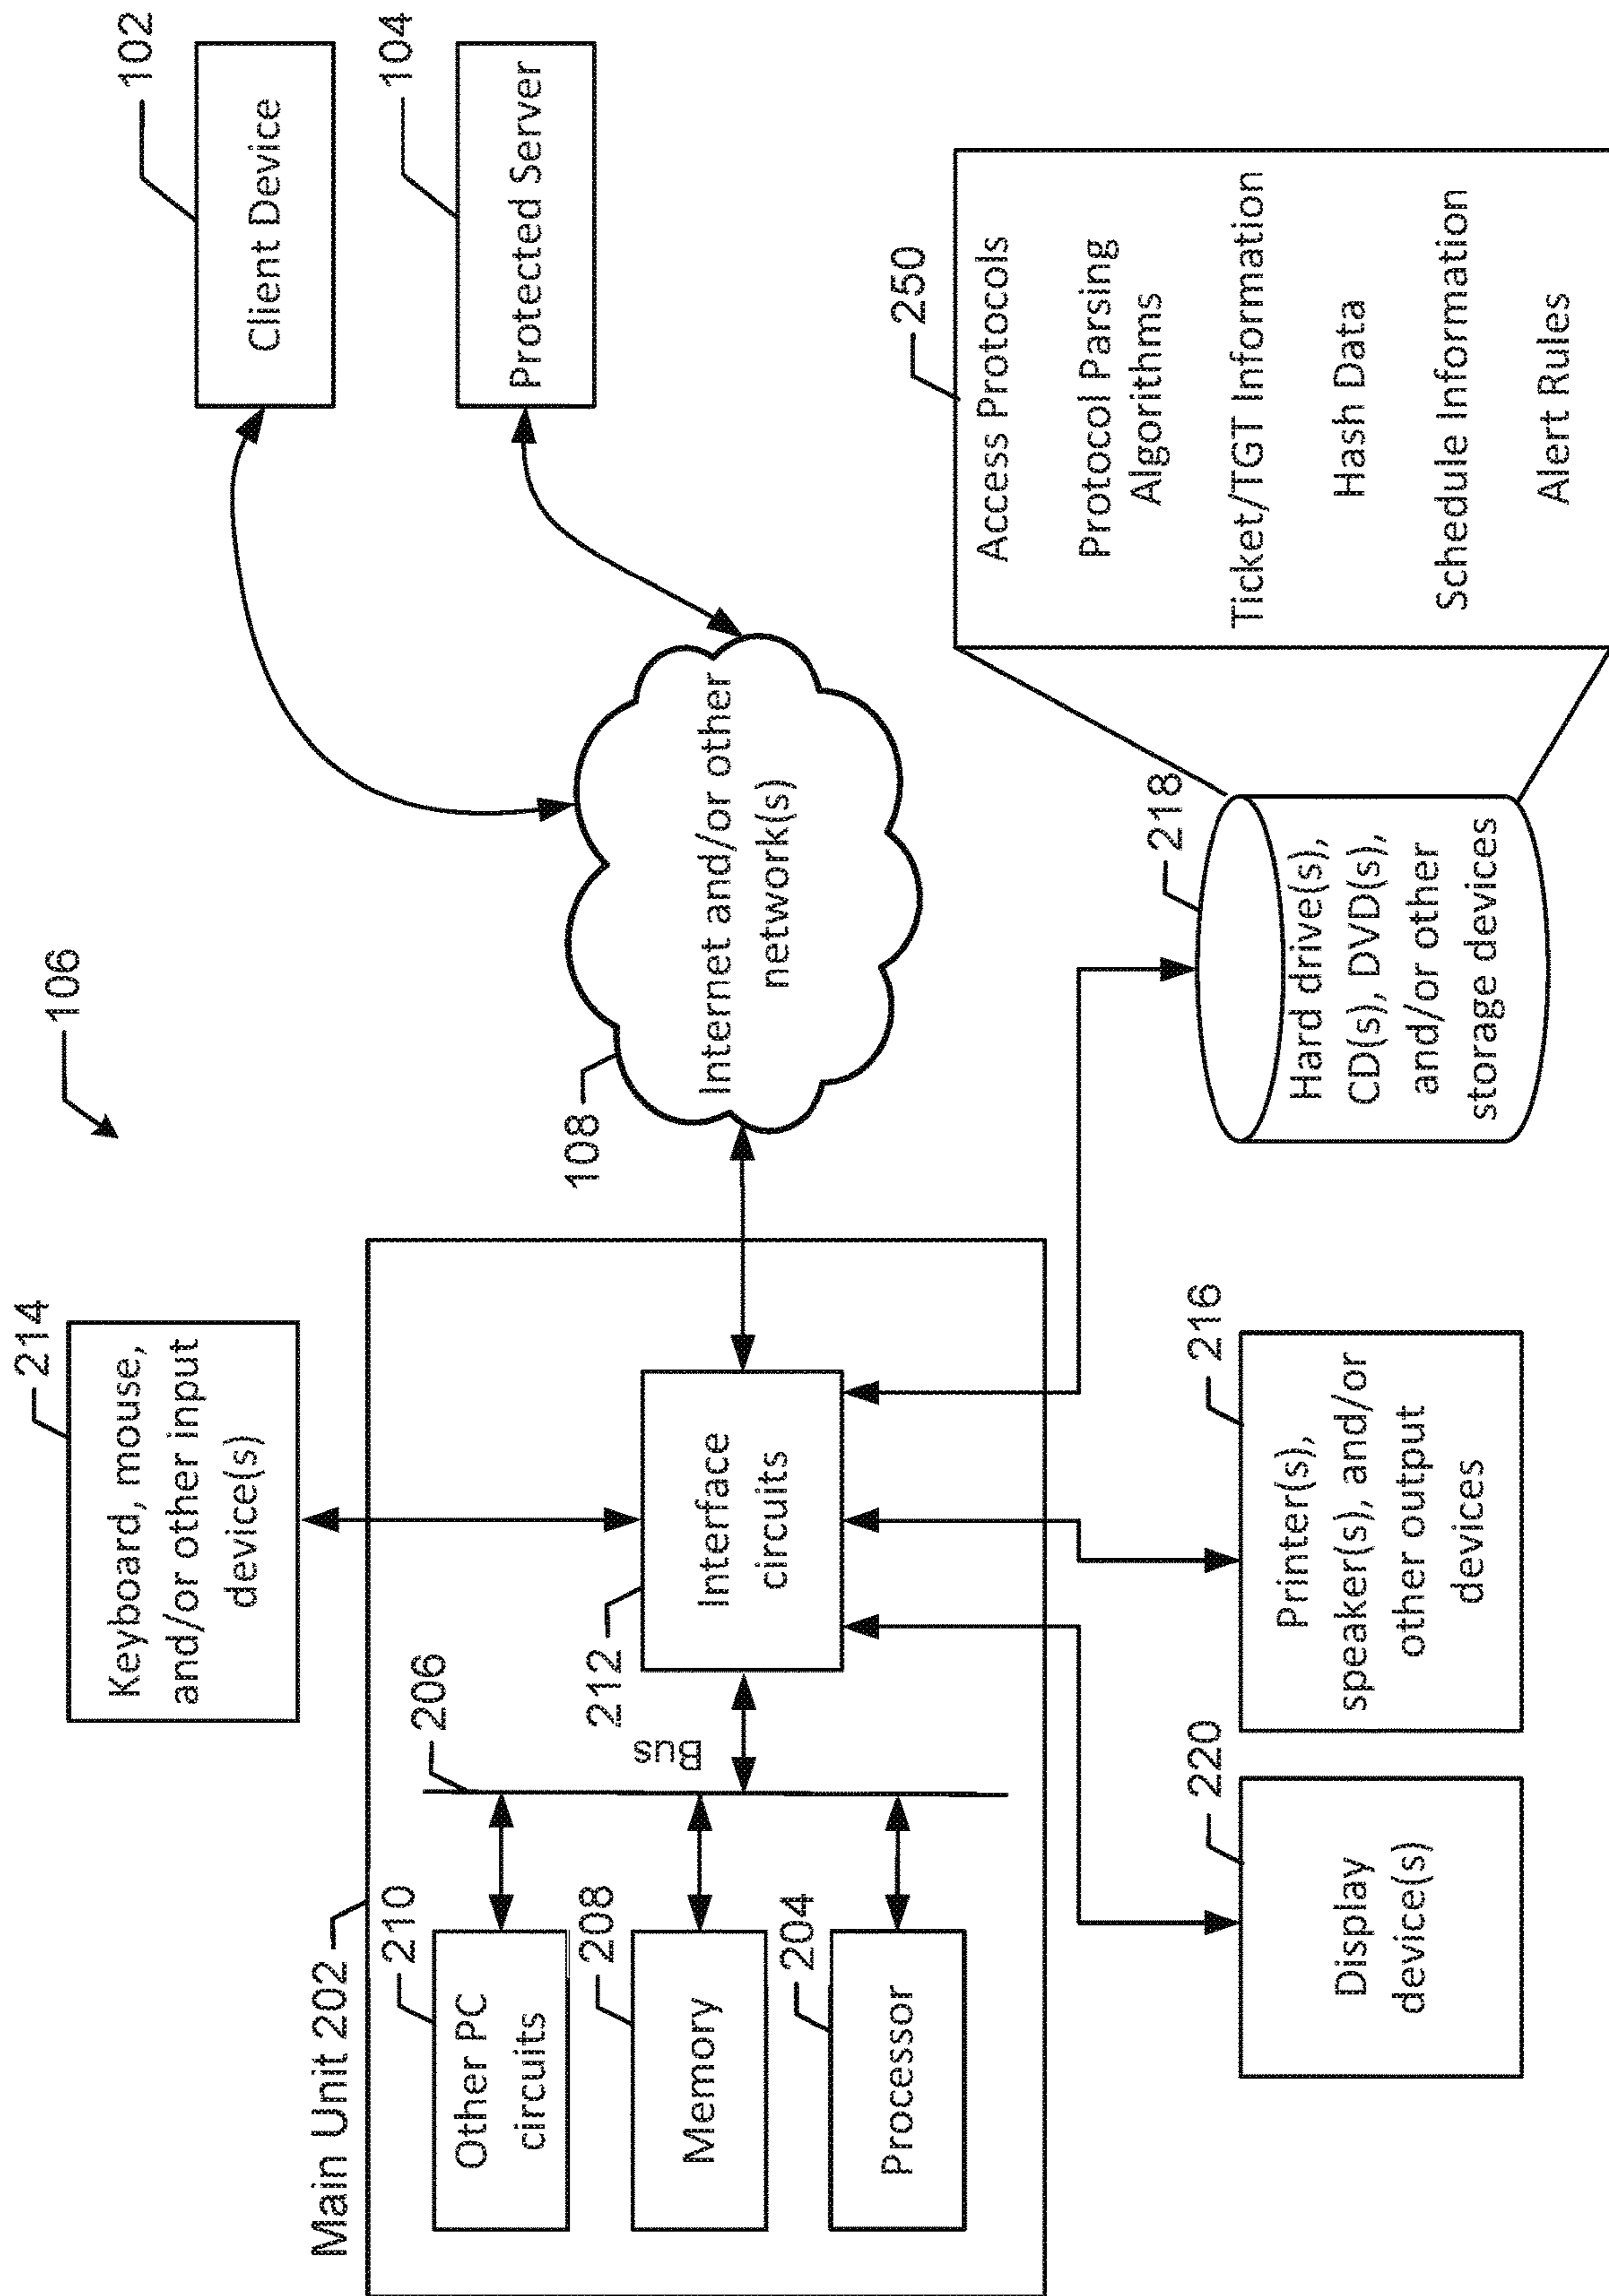 106
102
Client Device
104
Protected Server
108
Internet and/or other
network(s)
214
Keyboard, mouse,
and/or other input
device(s)
Main Unit 202
210
Other PC
circuits
208
Memory
204
Processor
206
Bus
212
Interface
circuits
220
Display
device(s)
216
Printer(s),
speaker(s), and/or
other output
devices
218
Hard drive(s),
CD(s), DVD(s),
and/or other
storage devices
250
Access Protocols
Protocol Parsing
Algorithms
Ticket/TGT Information
Hash Data
Schedule Information
Alert Rules